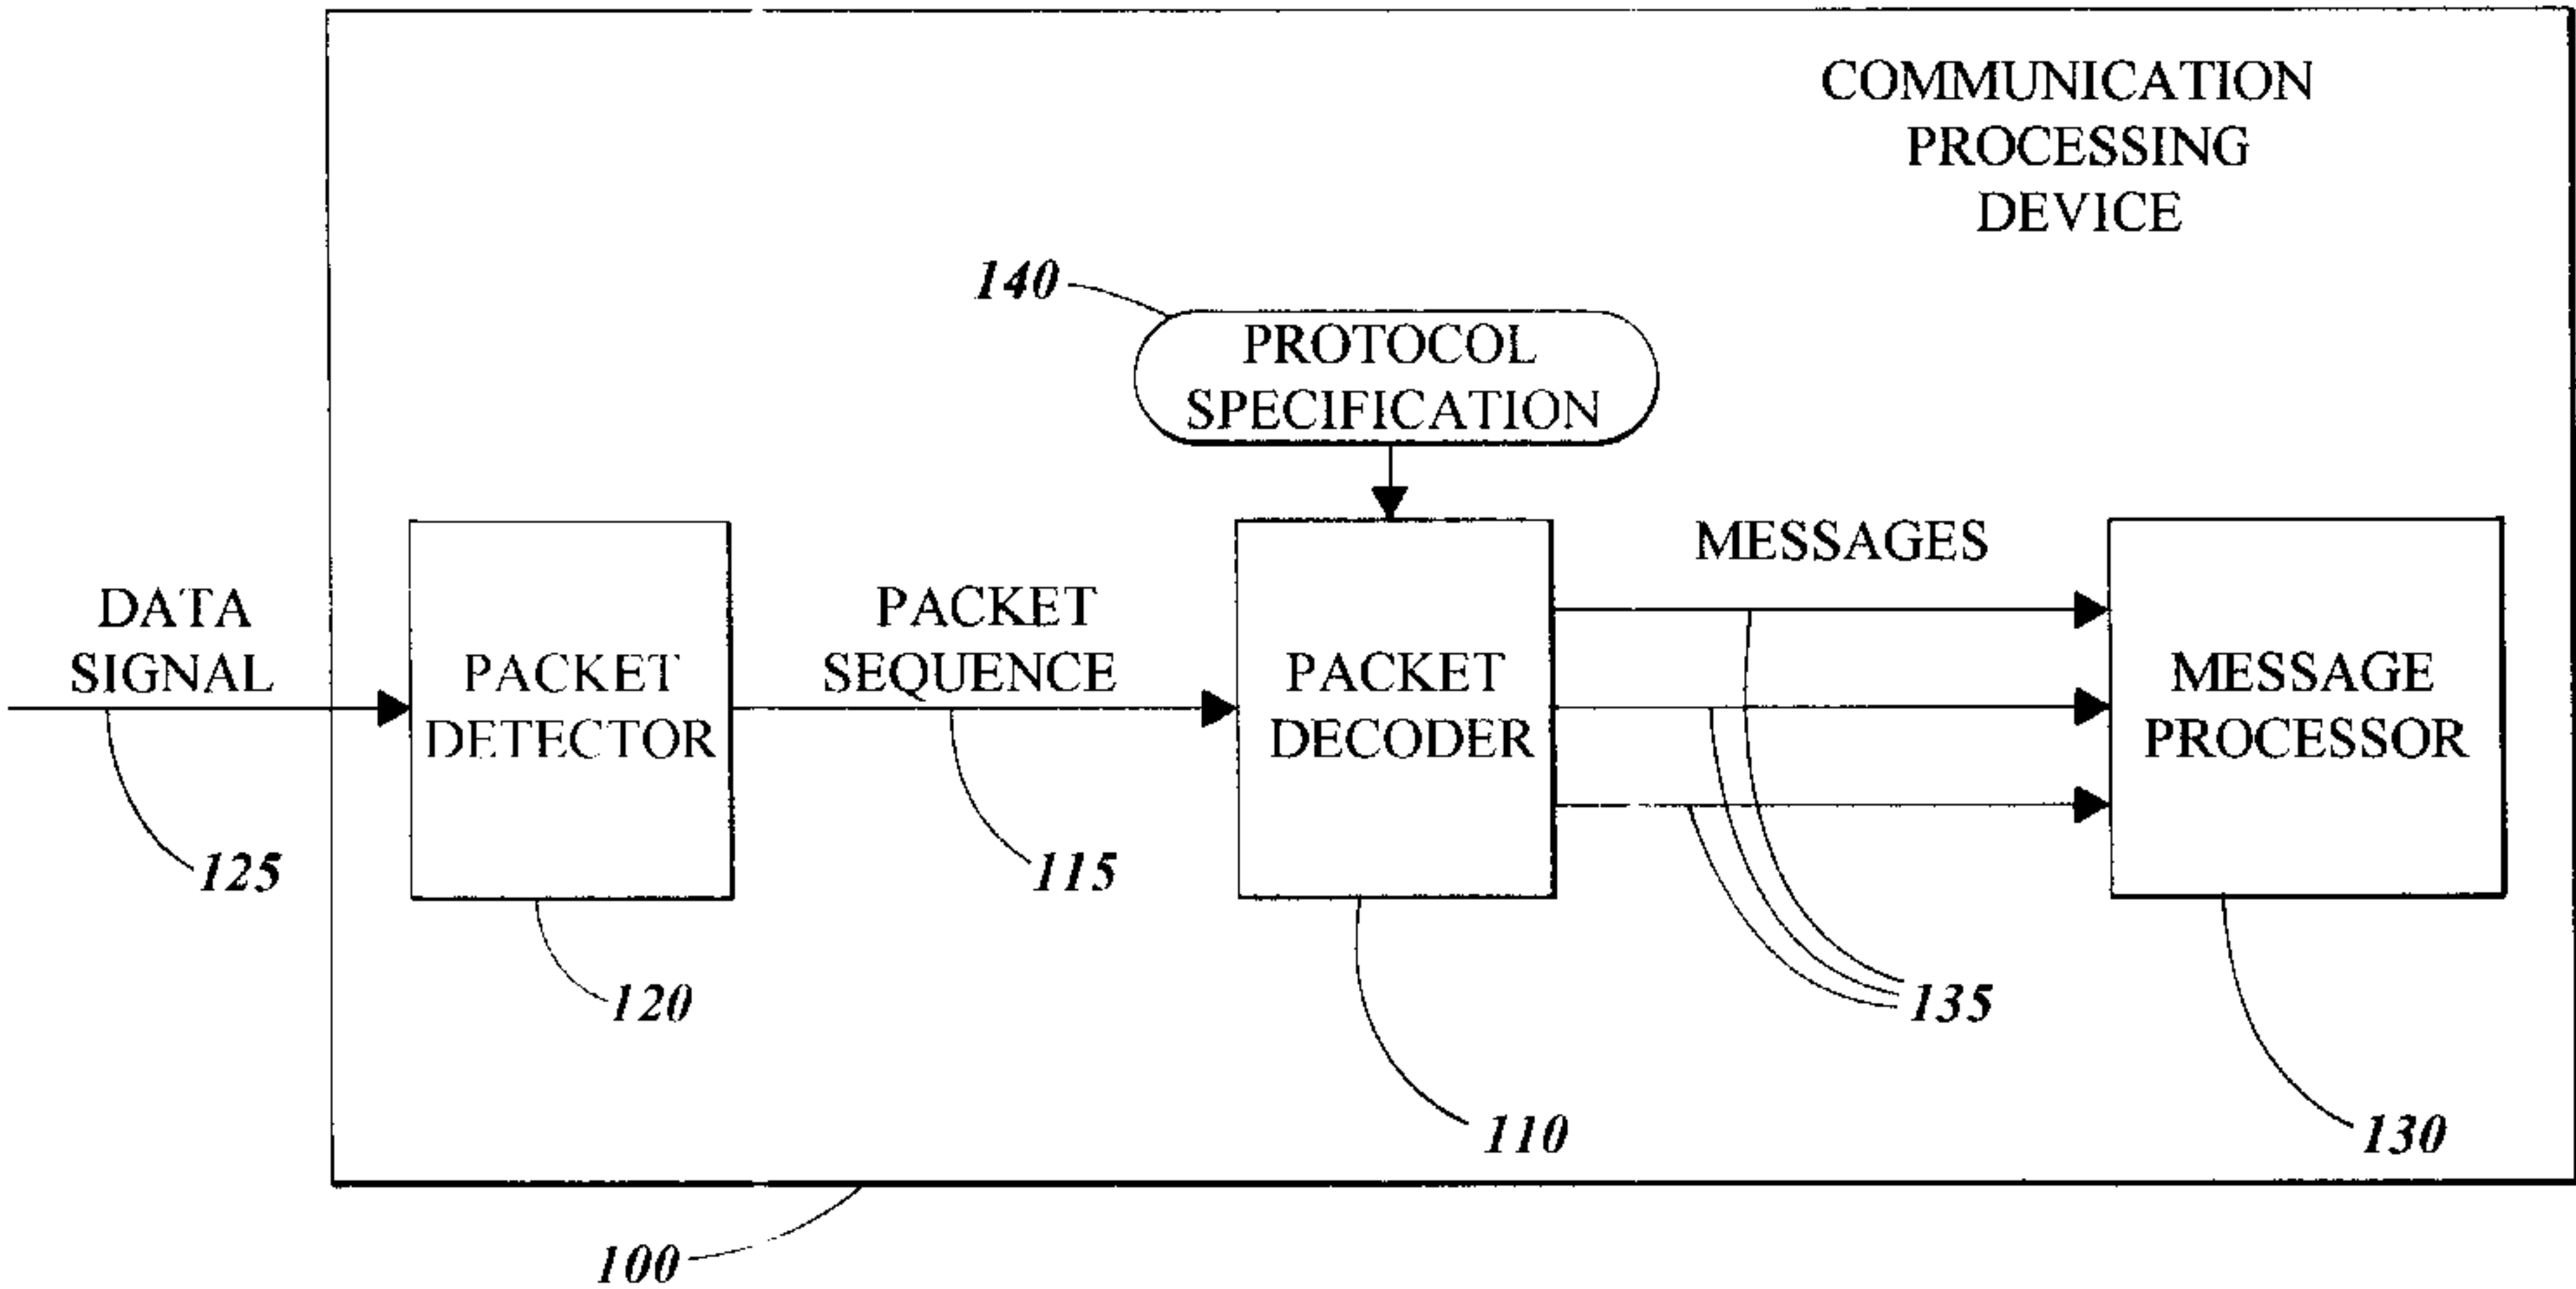 COMMUNICATION
PROCESSING
DEVICE
140
PROTOCOL
SPECIFICATION
MESSAGES
DATA
SIGNAL
PACKET
DETECTOR
PACKET
SEQUENCE
PACKET
DECODER
MESSAGE
PROCESSOR
125
115
120
135
110
130
100